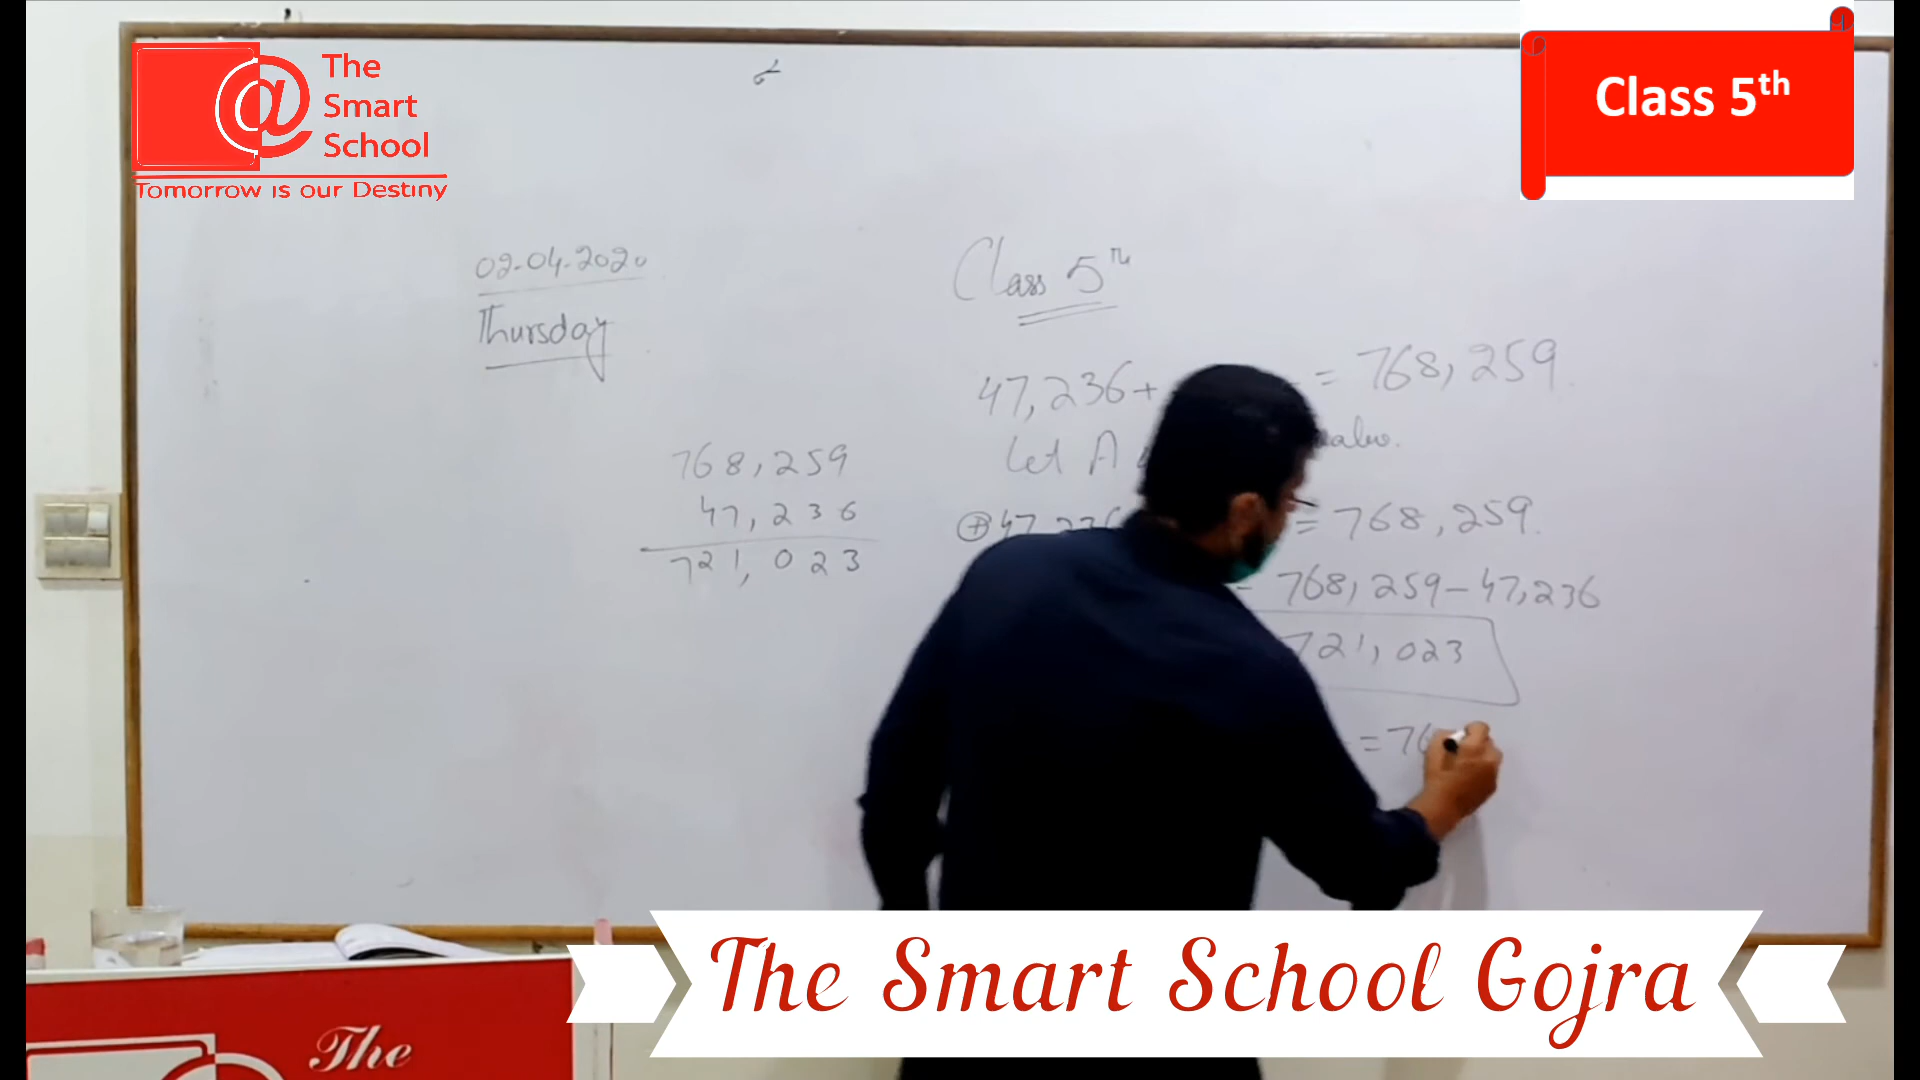 The
Smart
School
Tomorrow is our Destiny
Class 5th
02-04-2020
Thursday
768,259
47,236
721,023
Class 5th
47,236+ = 768,259
Let A
47,236 = 768,259
768,259-47,236
721,023
=76
The Smart School Gojra
The